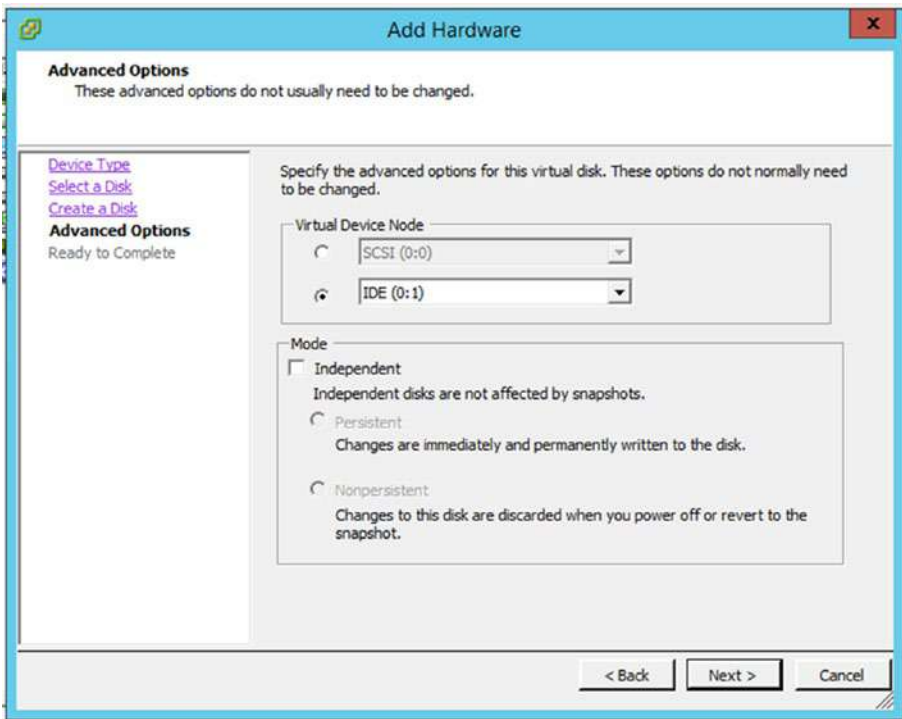 Add Hardware
x
Advanced Options
These advanced options do not usually need to be changed.
Device Type
Select a Disk
Create a Disk
Advanced Options
Ready to Complete
Specify the advanced options for this virtual disk. These options do not normally need
to be changed.
Virtual Device Node
SCSI (0:0)
IDE (0:1)
Mode
Independent
Independent disks are not affected by snapshots.
Persistent
Changes are immediately and permanently written to the disk.
Nonpersistent
Changes to this disk are discarded when you power off or revert to the
snapshot.
< Back
Next >
Cancel